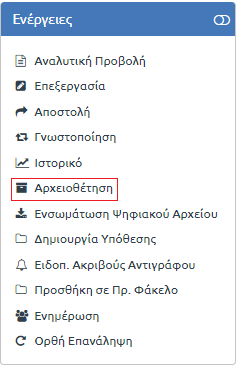 Ενέργειες
Αναλυτική Προβολή
Επεξεργασία
Αποστολή
Γνωστοποίηση
Ιστορικό
Αρχειοθέτηση
Ενσωμάτωση Ψηφιακού Αρχείου
Δημιουργία Υπόθεσης
Ειδοπ. Ακριβούς Αντιγράφου
Προσθήκη σε Πρ. Φάκελο
Ενημέρωση
Ορθή Επανάληψη